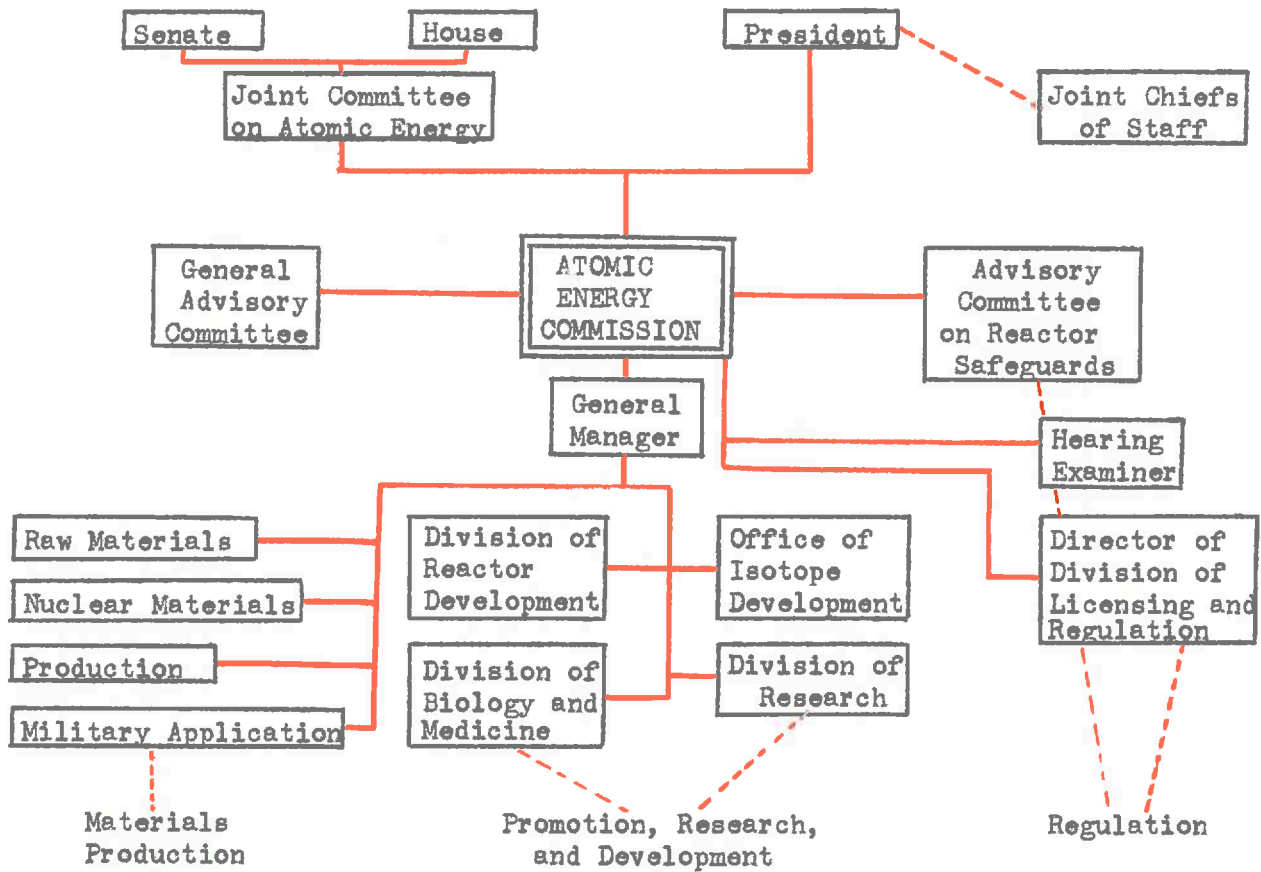 Senate
House
President
Joint Committee
on Atomic Energy
Joint Chiefs
of Staff
General
Advisory
Committee
ATOMIC
ENERGY
COMMISSION
Advisory
Committee
on Reactor
Safeguards
General
Manager
Hearing
Examiner
Raw Materials
Nuclear Materials
Production
Military Application
Division of
Reactor
Development
Office of
Isotope
Development
Division of
Biology and
Medicine
Division of
Research
Director of
Division of
Licensing and
Regulation
Materials
Production
Promotion, Research,
and Development
Regulation